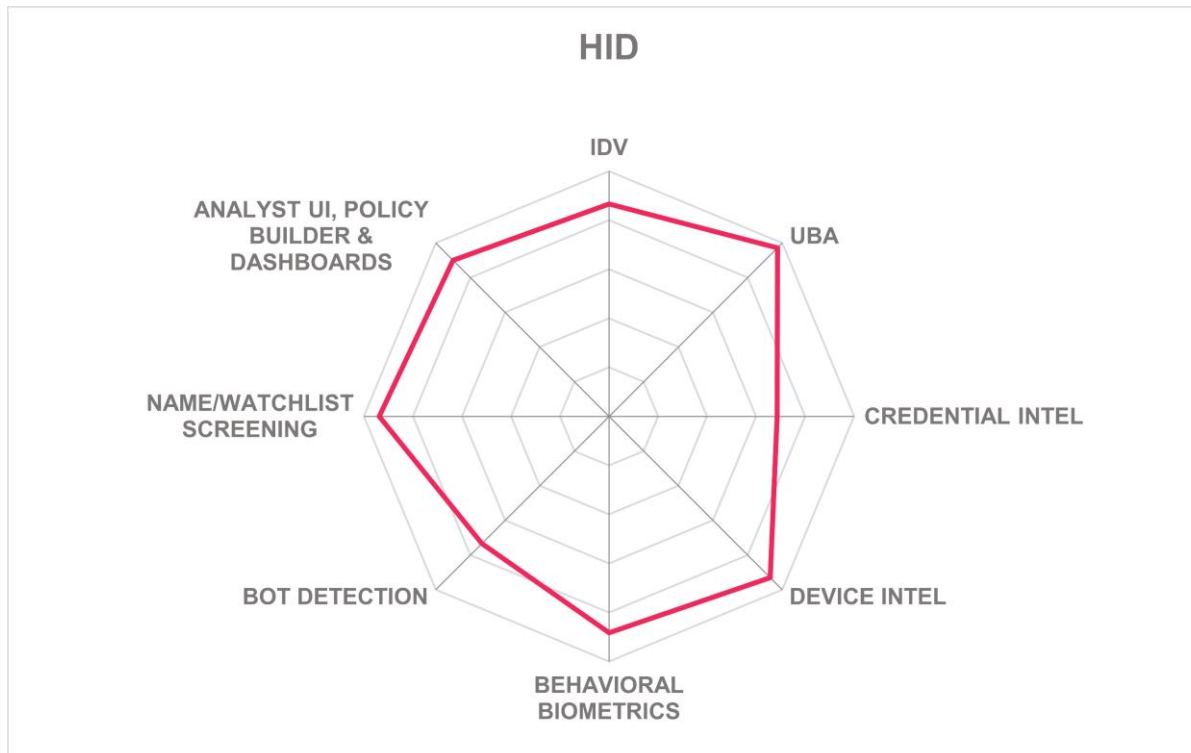 HID
IDV
ANALYST UI, POLICY
BUILDER &
DASHBOARDS
UBA
NAME/WATCHLIST
SCREENING
CREDENTIAL INTEL
BOT DETECTION
DEVICE INTEL
BEHAVIORAL
BIOMETRICS